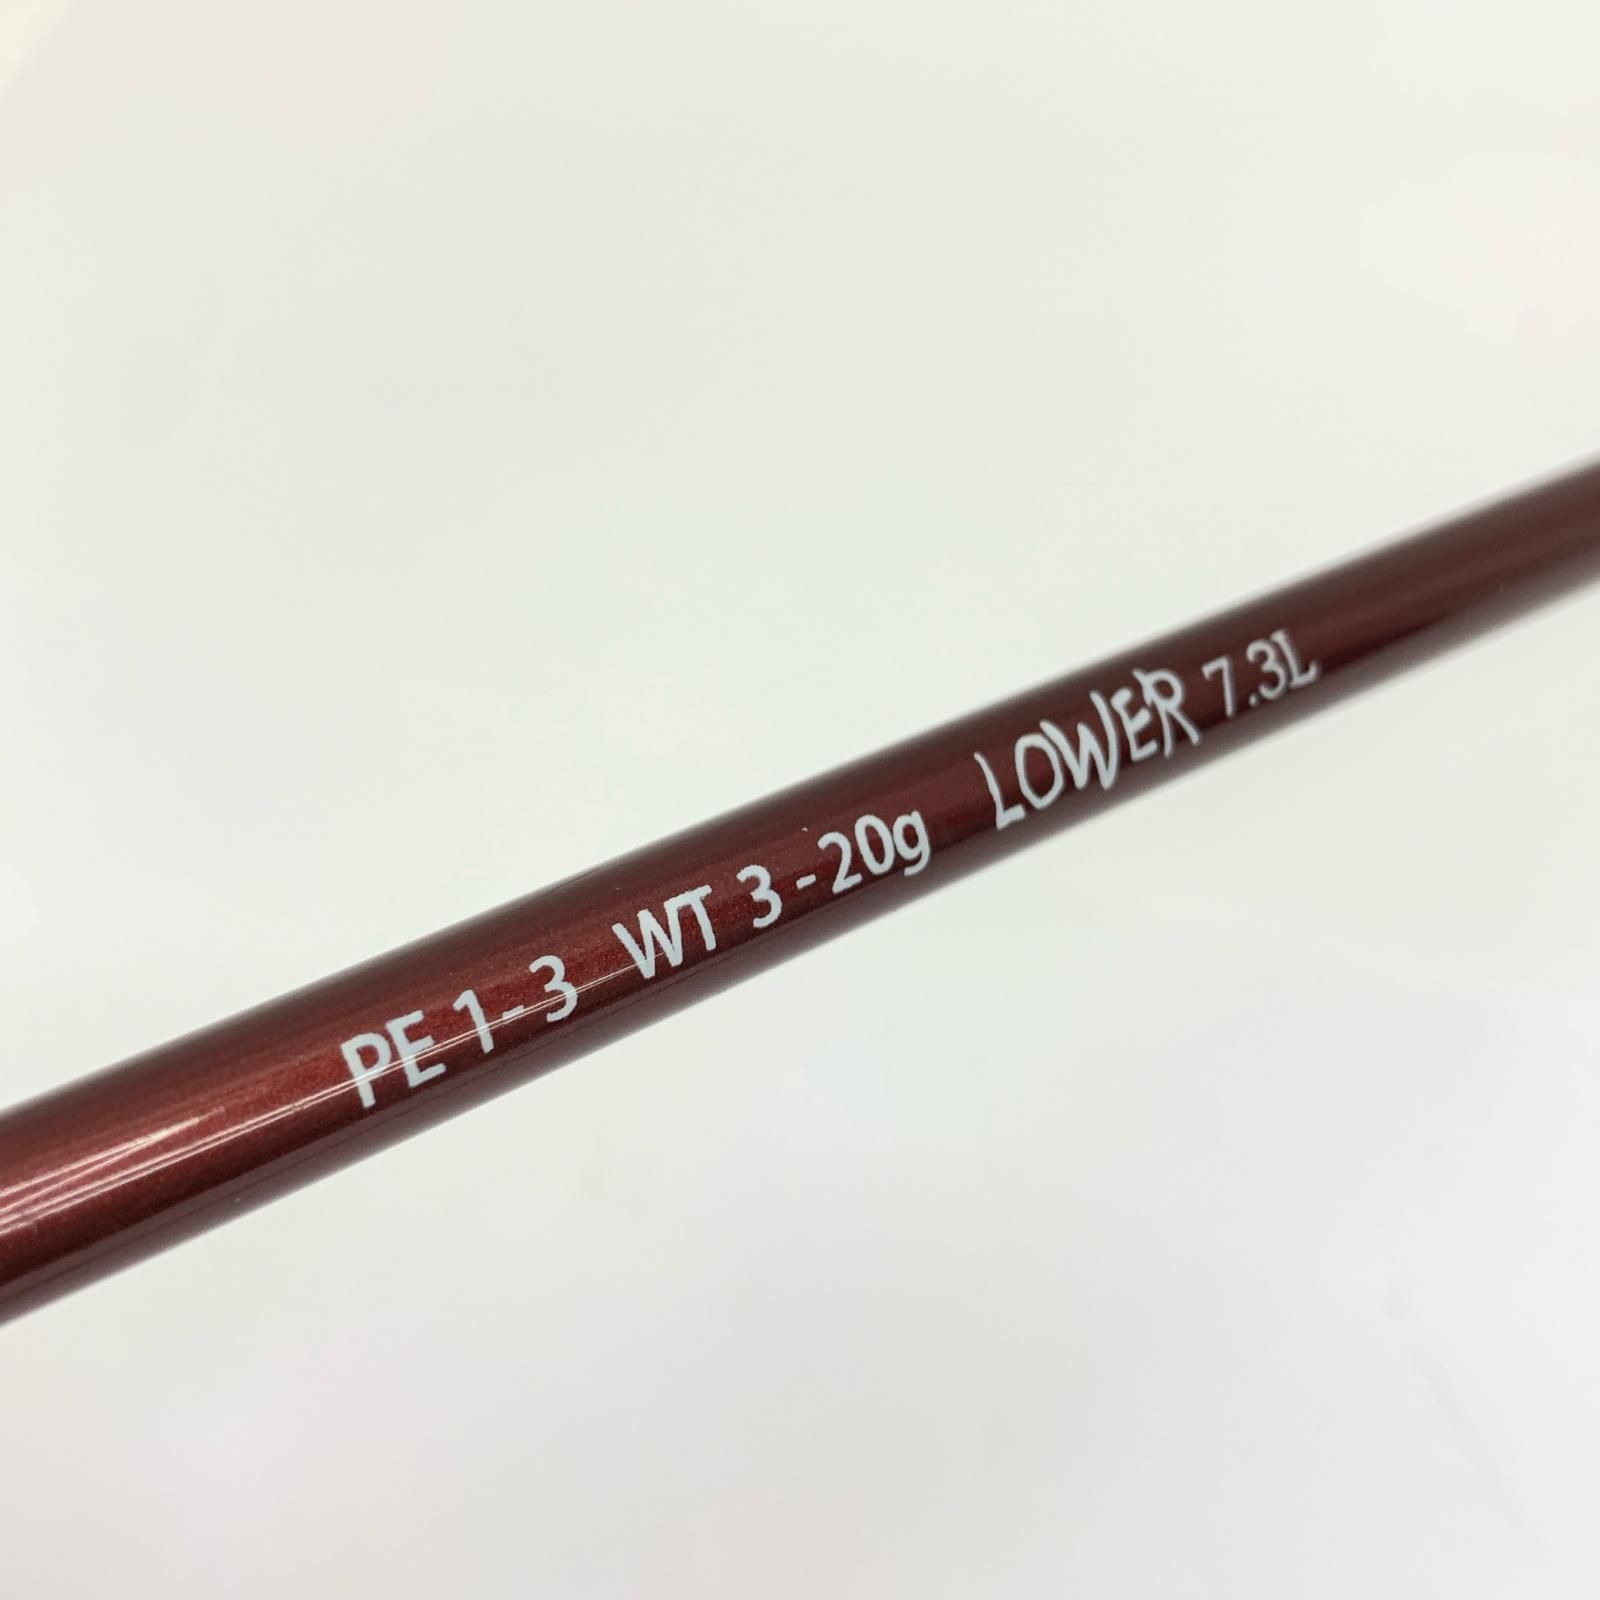 PE 1-3 WT 3-20g LOWER 7.3L